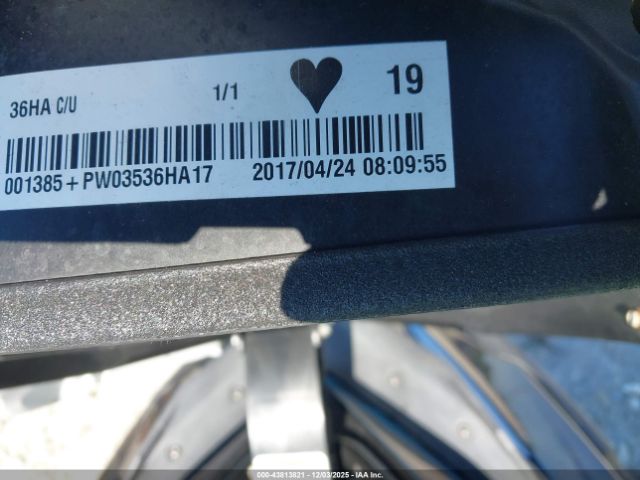 36HA C/U 1/1 19
001385+PW03536HA17 2017/04/24 08:09:55
000-43813821 | 12/03/2025 | IAA, Inc.